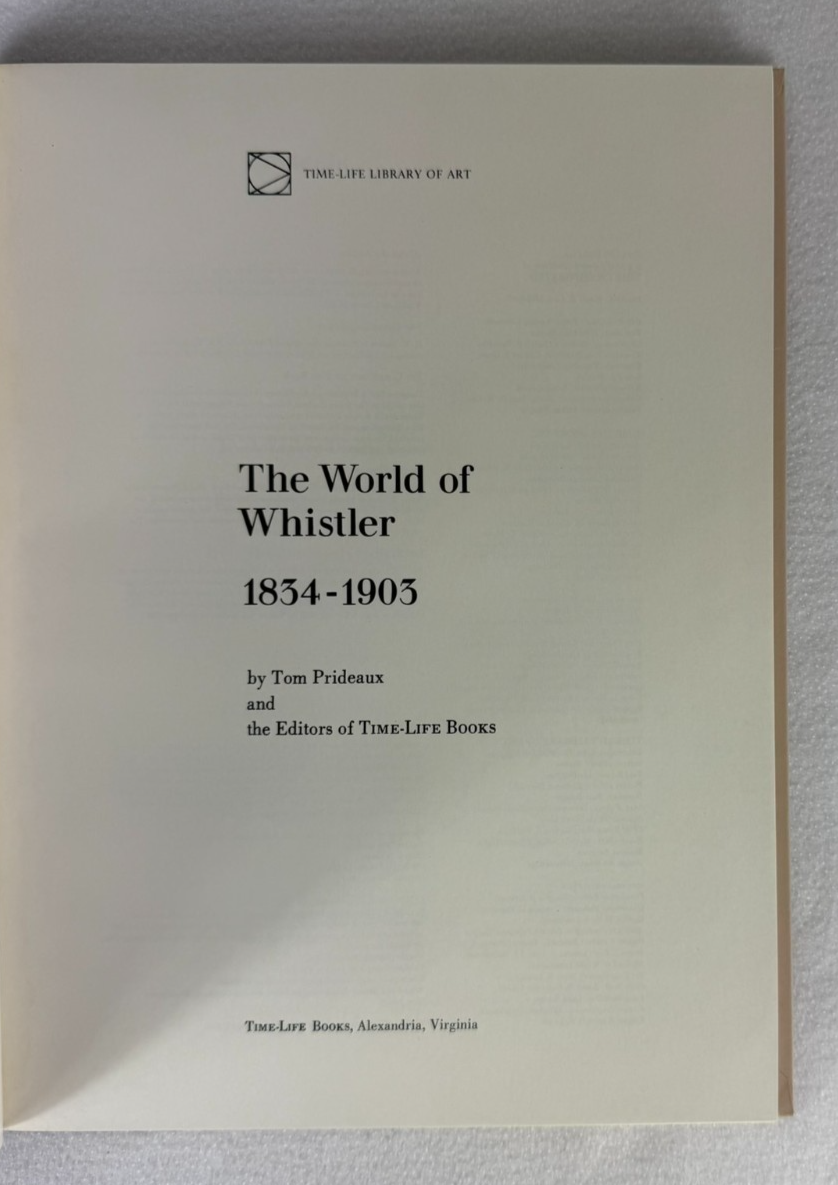 TIME-LIFE LIBRARY OF ART
The World of
Whistler
1834-1903
by Tom Prideaux
and
the Editors of TIME-LIFE BOOKS
TIME-LIFE BOOKS, Alexandria, Virginia